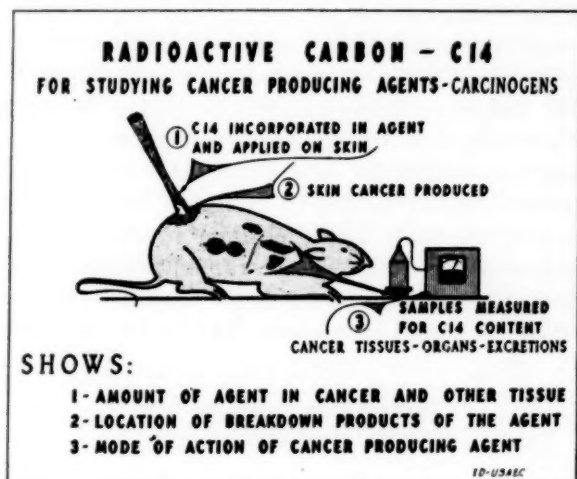 RADIOACTIVE CARBON - C14
FOR STUDYING CANCER PRODUCING AGENTS-CARCINOGENS
1 C14 INCORPORATED IN AGENT
AND APPLIED ON SKIN
2 SKIN CANCER PRODUCED
3 SAMPLES MEASURED
FOR C14 CONTENT
CANCER TISSUES-ORGANS-EXCRETIONS
SHOWS:
1- AMOUNT OF AGENT IN CANCER AND OTHER TISSUE
2- LOCATION OF BREAKDOWN PRODUCTS OF THE AGENT
3- MODE OF ACTION OF CANCER PRODUCING AGENT
ID-USAEC